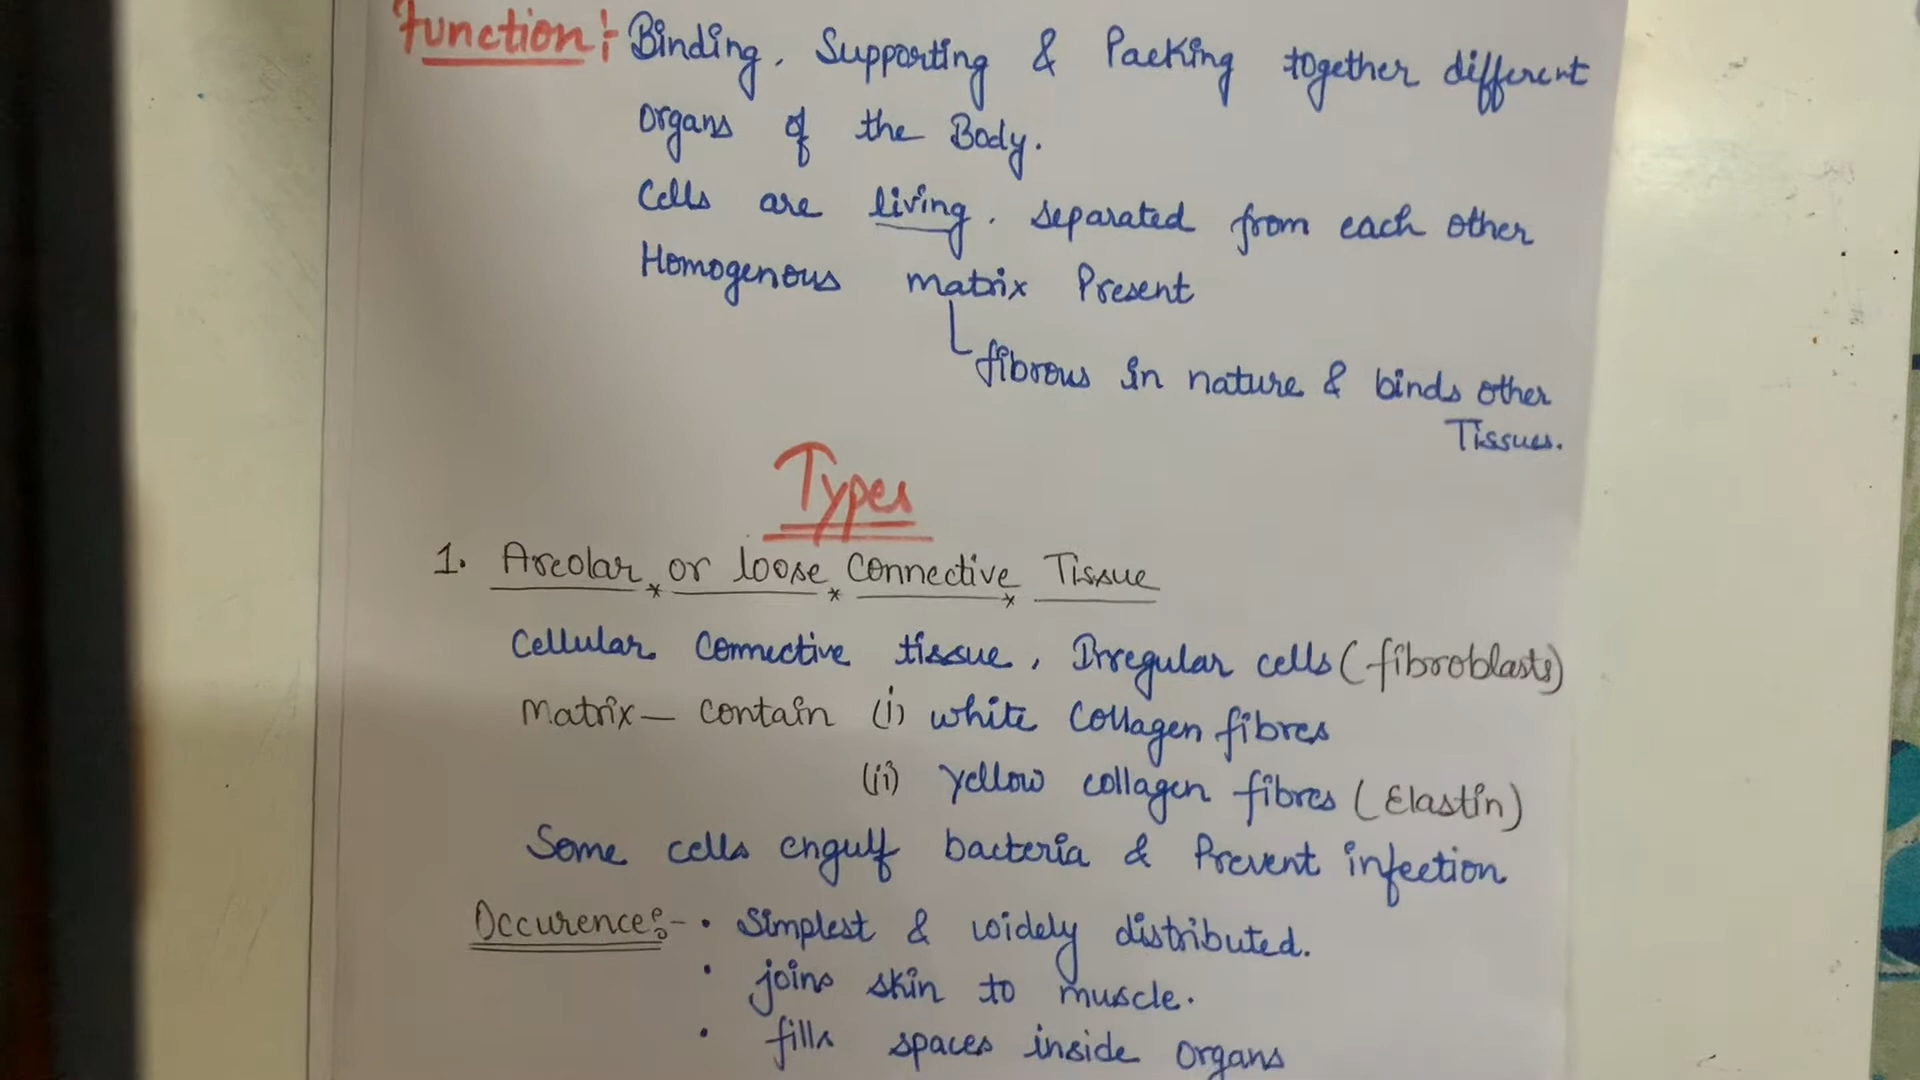 Function:- Binding, Supporting & Packing together different
organs of the Body.
Cells are living, separated from each other
Homogenous matrix Present
fibrous in nature & binds other
Tissues.
Types
1. Areolar or loose Connective Tissue
Cellular connective tissue, Irregular cells (fibroblasts)
Matrix - contain (i) white collagen fibres
(ii) yellow collagen fibres (Elastin)
Some cells engulf bacteria & Prevent infection
Occurence:- • Simplest & widely distributed.
• joins skin to muscle.
• fills spaces inside organs